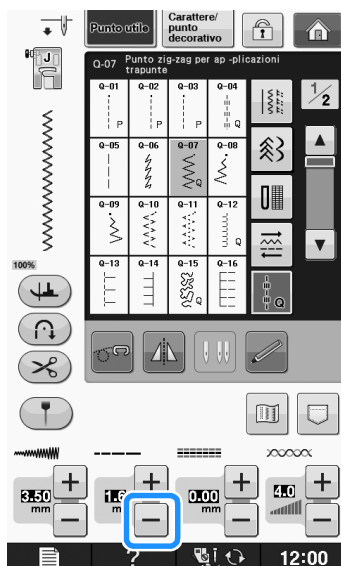 Punto utile
Carattere/
punto
decorativo
J
Q-07 Punto zig-zag per ap -plicazioni
trapunte
1/2
Q-01 Q-02 Q-03 Q-04
P P P Q
Q-05 Q-06 Q-07 Q-08
Q
Q-09 Q-10 Q-11 Q-12
Q
Q-13 Q-14 Q-15 Q-16
Q
Q
100%
3.50
mm
+
-
1.6
mm
+
-
0.00
mm
+
-
4.0
+
-
?
12:00